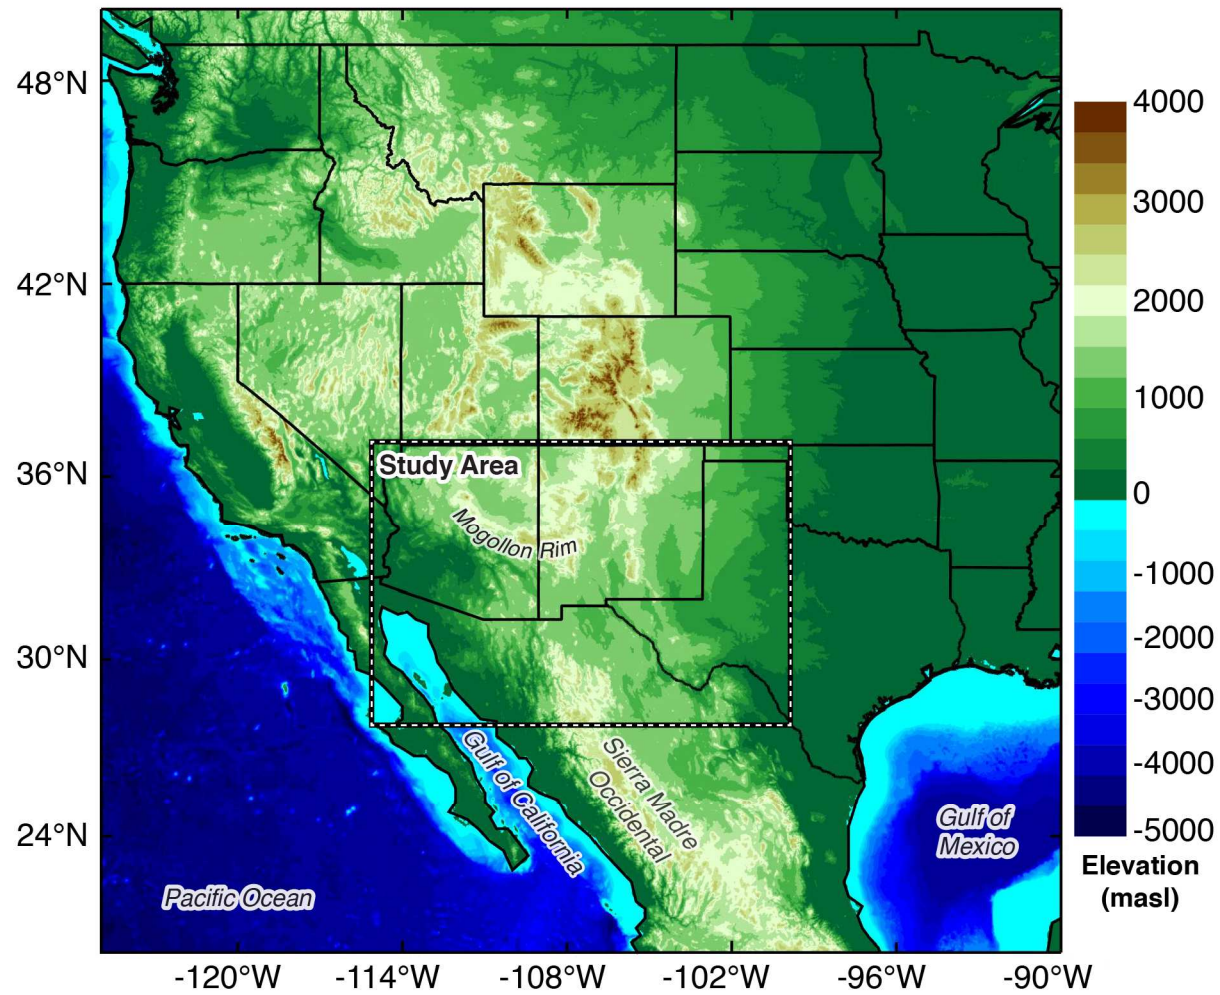 48°N
42°N
36°N
30°N
24°N
-120°W
-114°W
-108°W
-102°W
-96°W
-90°W
Study Area
Mogollon Rim
Gulf of California
Sierra Madre
Occidental
Gulf of
Mexico
Pacific Ocean
4000
3000
2000
1000
0
-1000
-2000
-3000
-4000
-5000
Elevation
(masl)